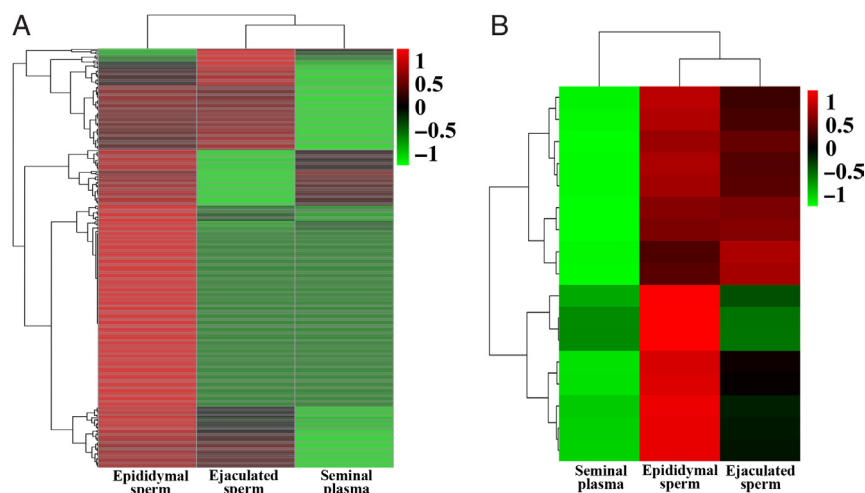 A
1
0.5
0
−0.5
−1
Epididymal
sperm
Ejaculated
sperm
Seminal
plasma
B
1
0.5
0
−0.5
−1
Seminal
plasma
Epididymal
sperm
Ejaculated
sperm